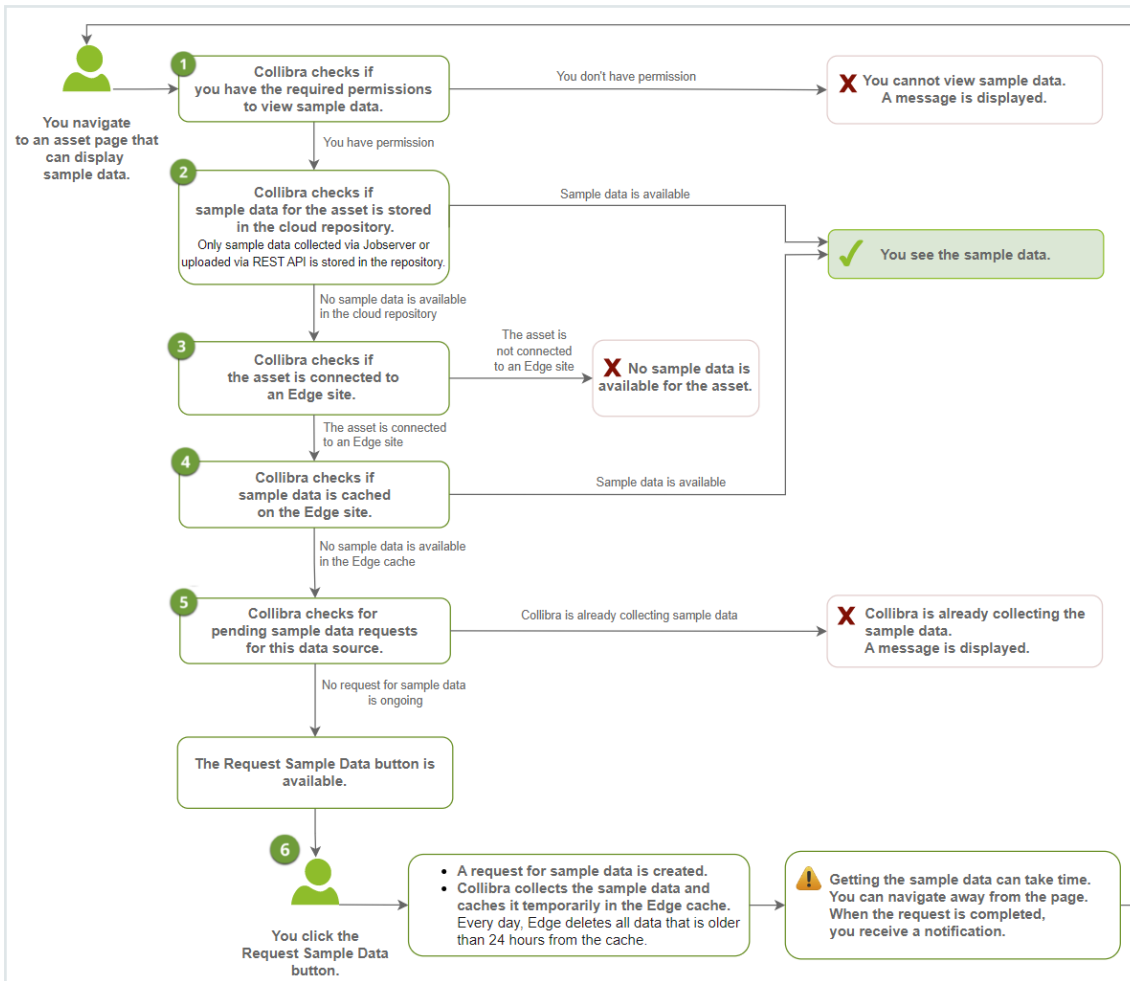 1
Collibra checks if
you have the required permissions
to view sample data.
You don't have permission
X You cannot view sample data.
A message is displayed.
You navigate
to an asset page that
can display
sample data.
You have permission
2
Collibra checks if
sample data for the asset is stored
in the cloud repository.
Only sample data collected via Jobserver or
uploaded via REST API is stored in the repository.
Sample data is available
You see the sample data.
No sample data is available
in the cloud repository
3
Collibra checks if
the asset is connected to
an Edge site.
The asset is
not connected
to an Edge site
X No sample data is
available for the asset.
The asset is connected
to an Edge site
4
Collibra checks if
sample data is cached
on the Edge site.
Sample data is available
No sample data is available
in the Edge cache
5
Collibra checks for
pending sample data requests
for this data source.
Collibra is already collecting sample data
X Collibra is already collecting the
sample data.
A message is displayed.
No request for sample data
is ongoing
The Request Sample Data button is
available.
6
You click the
Request Sample Data
button.
• A request for sample data is created.
• Collibra collects the sample data and
caches it temporarily in the Edge cache.
Every day, Edge deletes all data that is older
than 24 hours from the cache.
Getting the sample data can take time.
You can navigate away from the page.
When the request is completed,
you receive a notification.